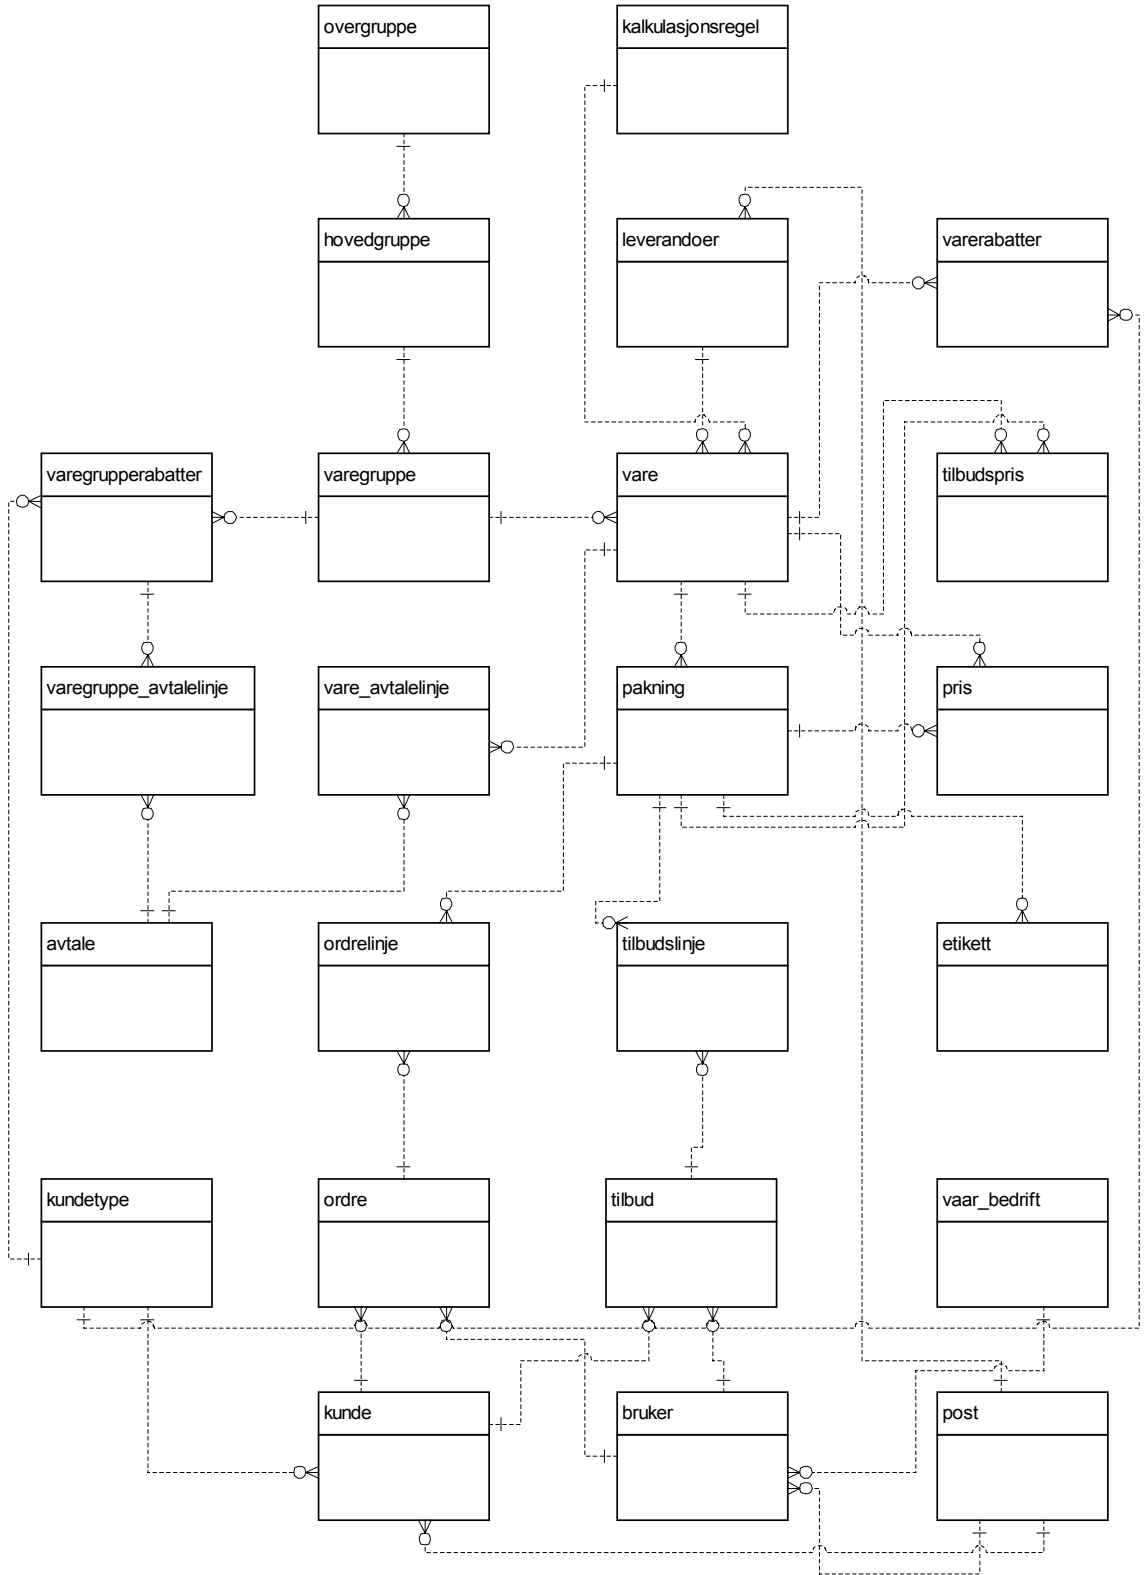 overgruppe
kalkulasjonsregel
hovedgruppe
leverandoer
varerabatter
varegrupperabatter
varegruppe
vare
tilbudspris
varegruppe_avtalelinje
vare_avtalelinje
pakning
pris
avtale
ordrelinje
tilbudslinje
etikett
kundetype
ordre
tilbud
vaar_bedrift
kunde
bruker
post